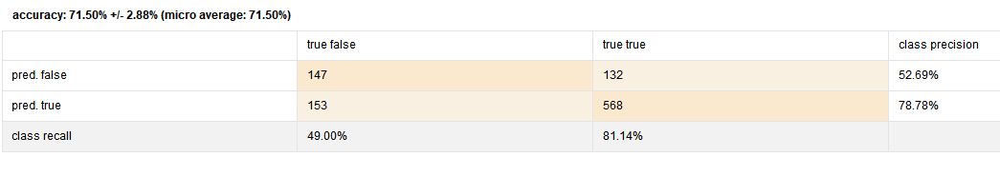 accuracy: 71.50% +/- 2.88% (micro average: 71.50%)
true false true true class precision
pred. false 147 132 52.69%
pred. true 153 568 78.78%
class recall 49.00% 81.14%